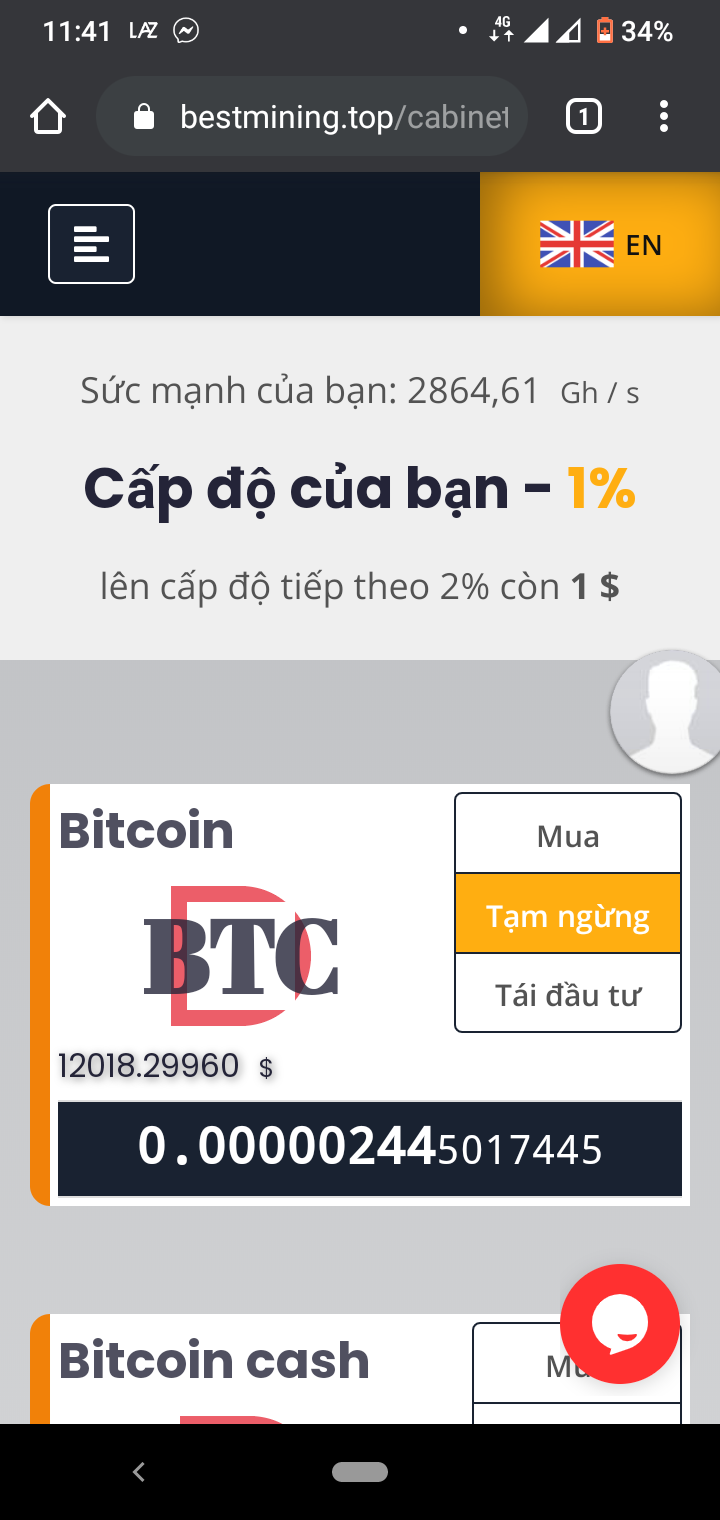 11:41 LAZ 4G 34%
bestmining.top/cabinet
1
EN
Sức mạnh của bạn: 2864,61 Gh / s
Cấp độ của bạn - 1%
lên cấp độ tiếp theo 2% còn 1 $
Bitcoin
Mua
Tạm ngừng
Tái đầu tư
BTC
12018.29960 $
0.000002445017445
Bitcoin cash